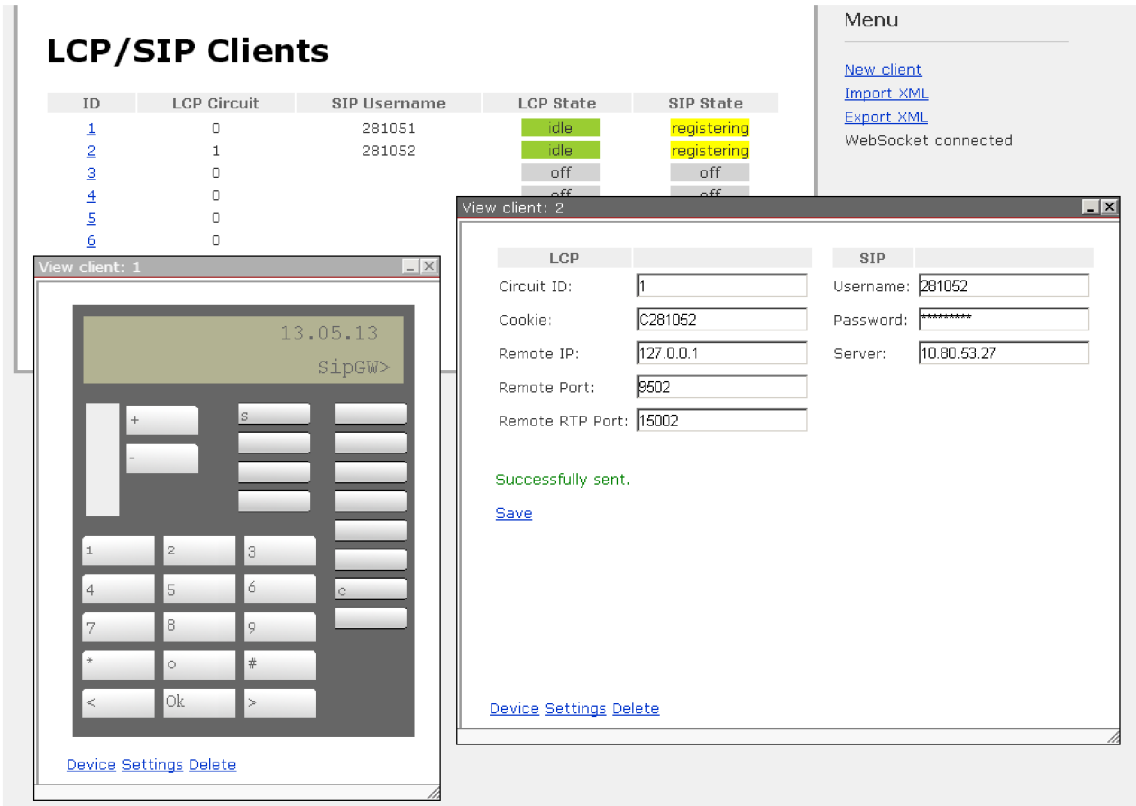 LCP/SIP Clients
ID LCP Circuit SIP Username LCP State SIP State
1 0 281051 idle registering
2 1 281052 idle registering
3 0 off off
4 0 off off
5 0
6 0
Menu
New client
Import XML
Export XML
WebSocket connected
View client: 1
13.05.13
SipGW>
+
-
s
c
1 2 3
4 5 6
7 8 9
* o #
< Ok >
Device Settings Delete
View client: 2
LCP SIP
Circuit ID: 1 Username: 281052
Cookie: C281052 Password: *********
Remote IP: 127.0.0.1 Server: 10.80.53.27
Remote Port: 9502
Remote RTP Port: 15002
Successfully sent.
Save
Device Settings Delete